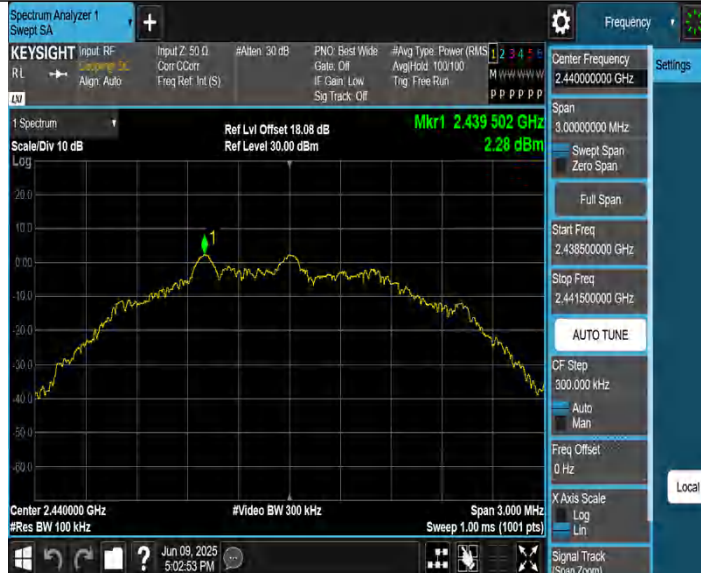 Spectrum Analyzer 1
Swept SA
+
Frequency
KEYSIGHT
RL
Input: RF
Coupling: DC
Align: Auto
Input Z: 50 Ω
Corr CCorr
Freq Ref: Int (S)
#Atten: 30 dB
PNO: Best Wide
Gate: Off
IF Gain: Low
Sig Track: Off
#Avg Type: Power (RMS
Avg|Hold: 100/100
Trig: Free Run
1 2 3 4 5 6
M W W W W W
P P P P P P
1 Spectrum
Scale/Div 10 dB
Ref Lvl Offset 18.08 dB
Ref Level 30.00 dBm
Mkr1 2.439 502 GHz
2.28 dBm
Log
20.0
10.0
0.00
-10.0
-20.0
-30.0
-40.0
-50.0
-60.0
1
Center 2.440000 GHz
#Res BW 100 kHz
#Video BW 300 kHz
Span 3.000 MHz
Sweep 1.00 ms (1001 pts)
Jun 09, 2025
5:02:53 PM
?
Center Frequency
2.440000000 GHz
Settings
Span
3.00000000 MHz
Swept Span
Zero Span
Full Span
Start Freq
2.438500000 GHz
Stop Freq
2.441500000 GHz
AUTO TUNE
CF Step
300.000 kHz
Auto
Man
Freq Offset
0 Hz
X Axis Scale
Log
Lin
Local
Signal Track
(Span Zoom)